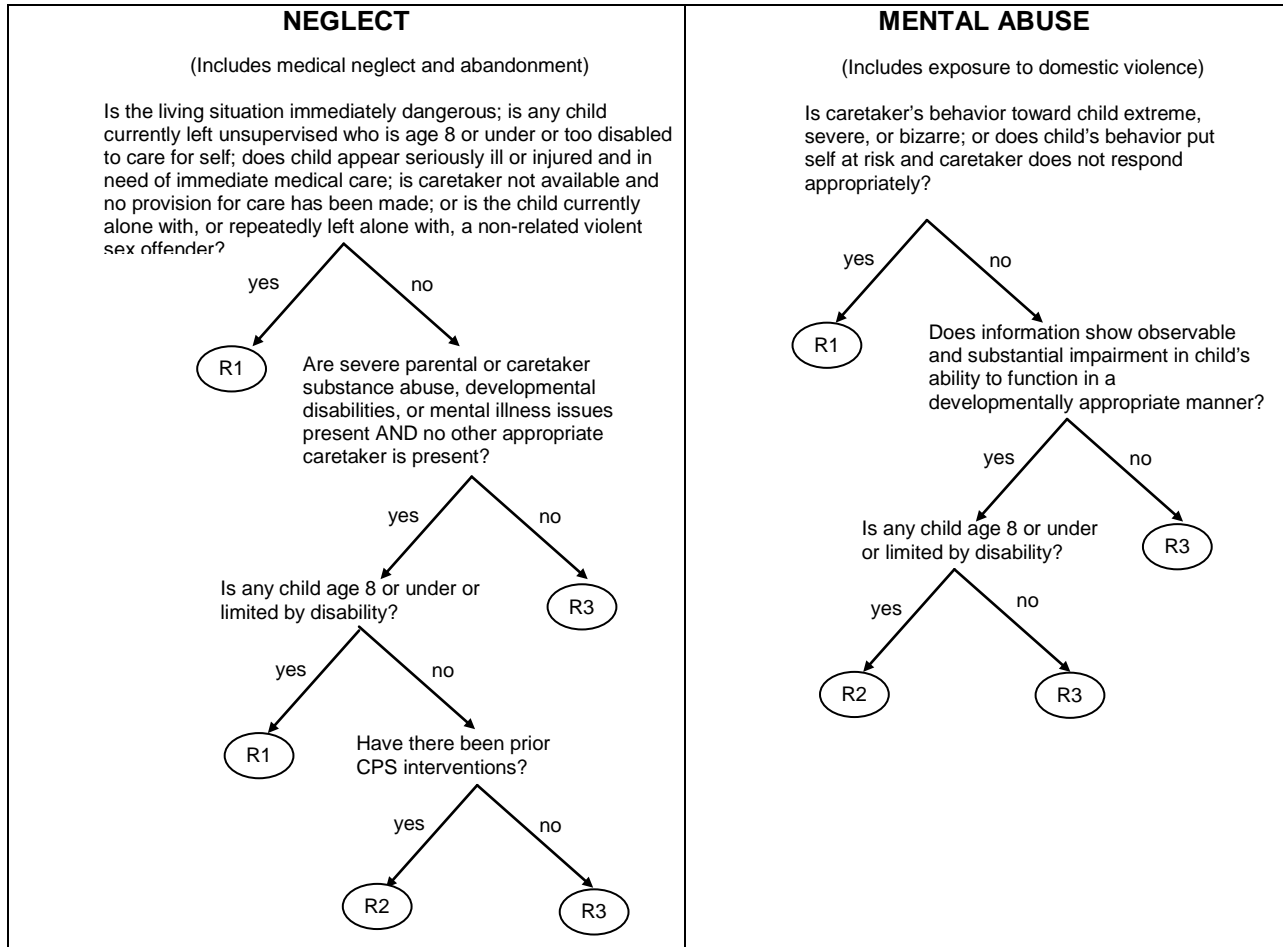 NEGLECT
(Includes medical neglect and abandonment)
Is the living situation immediately dangerous; is any child
currently left unsupervised who is age 8 or under or too disabled
to care for self; does child appear seriously ill or injured and in
need of immediate medical care; is caretaker not available and
no provision for care has been made; or is the child currently
alone with, or repeatedly left alone with, a non-related violent
sex offender?
yes
no
R1
Are severe parental or caretaker
substance abuse, developmental
disabilities, or mental illness issues
present AND no other appropriate
caretaker is present?
yes
no
Is any child age 8 or under or
limited by disability?
R3
yes
no
R1
Have there been prior
CPS interventions?
yes
no
R2
R3
MENTAL ABUSE
(Includes exposure to domestic violence)
Is caretaker’s behavior toward child extreme,
severe, or bizarre; or does child’s behavior put
self at risk and caretaker does not respond
appropriately?
yes
no
R1
Does information show observable
and substantial impairment in child’s
ability to function in a
developmentally appropriate manner?
yes
no
Is any child age 8 or under
or limited by disability?
R3
yes
no
R2
R3